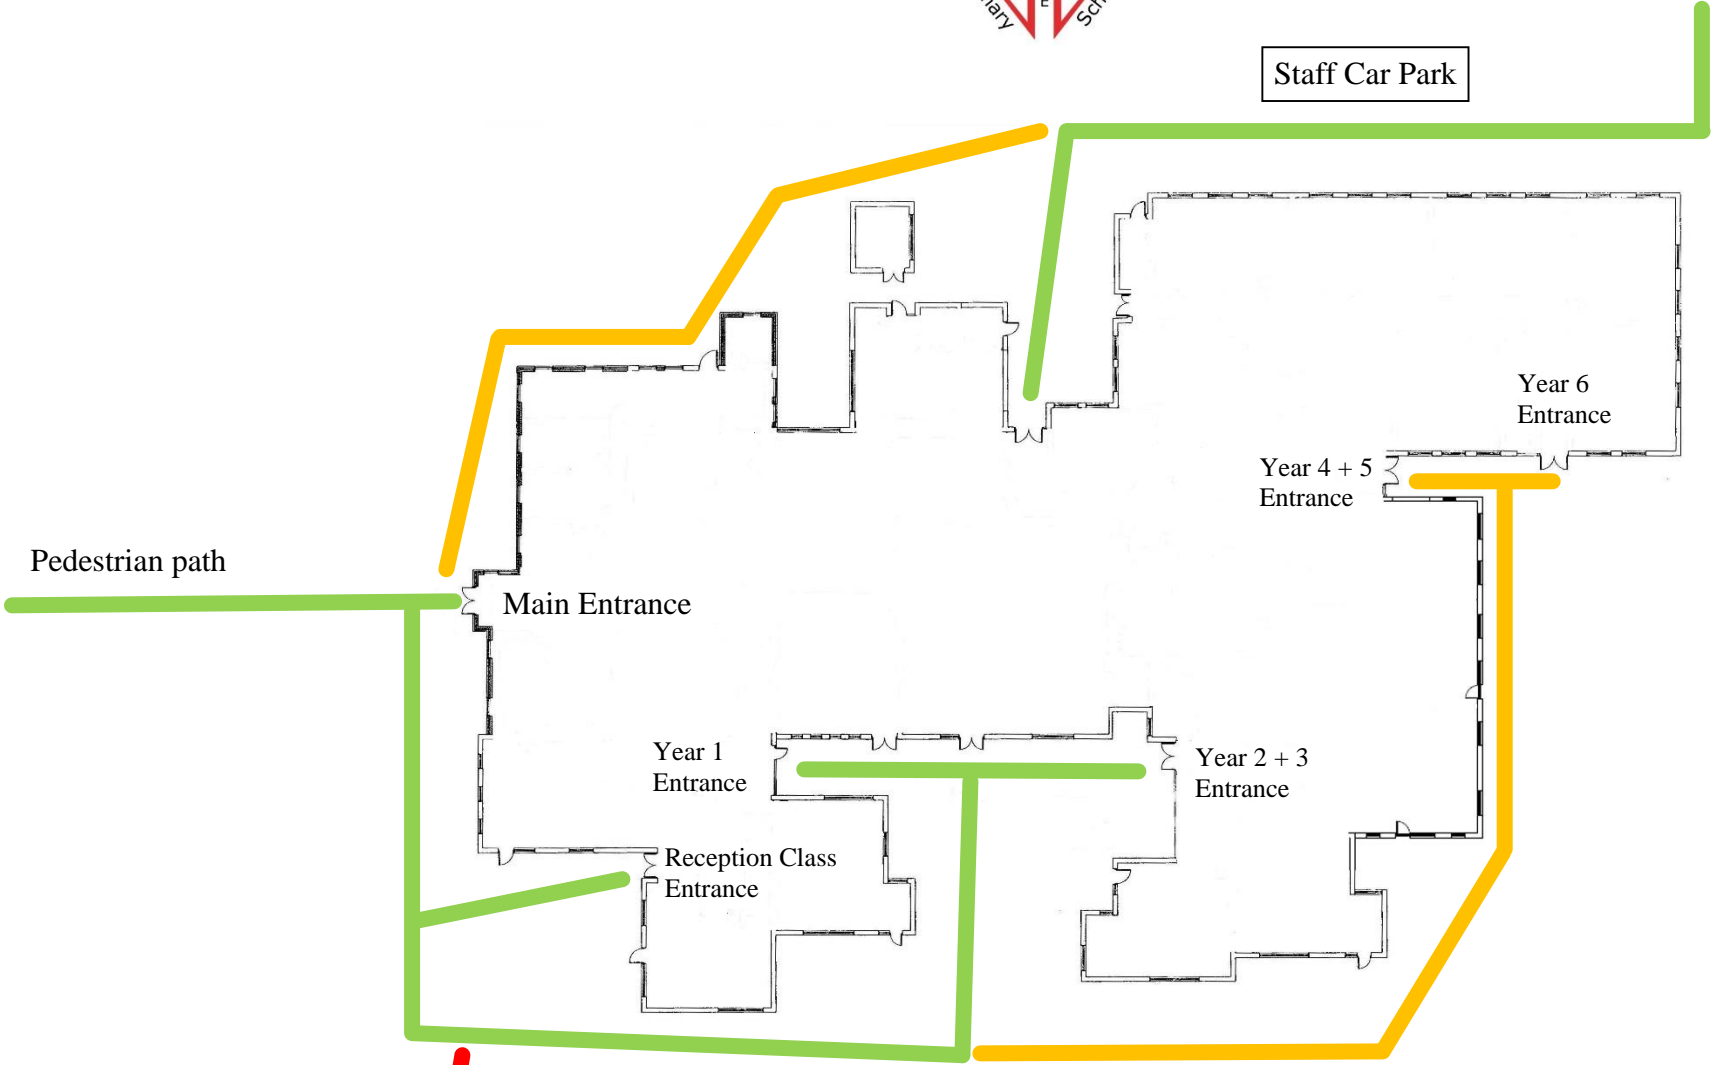 E
Staff Car Park
Year 6
Entrance
Year 4 + 5
Entrance
Pedestrian path
Main Entrance
Year 1
Entrance
Year 2 + 3
Entrance
Reception Class
Entrance